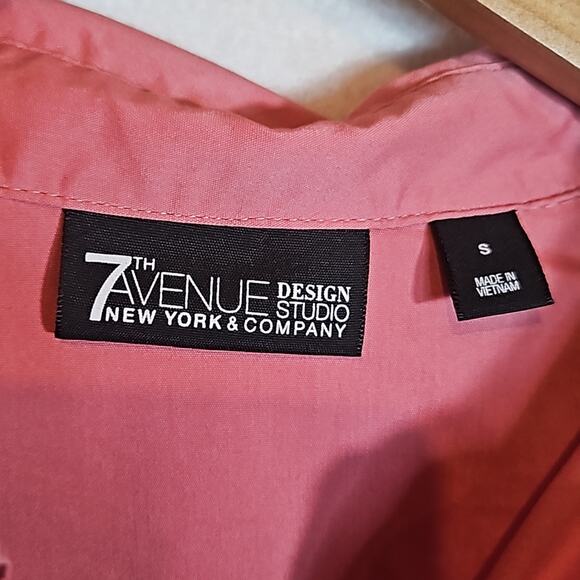 7TH
AVENUE DESIGN STUDIO
NEW YORK & COMPANY
S
MADE IN
VIETNAM